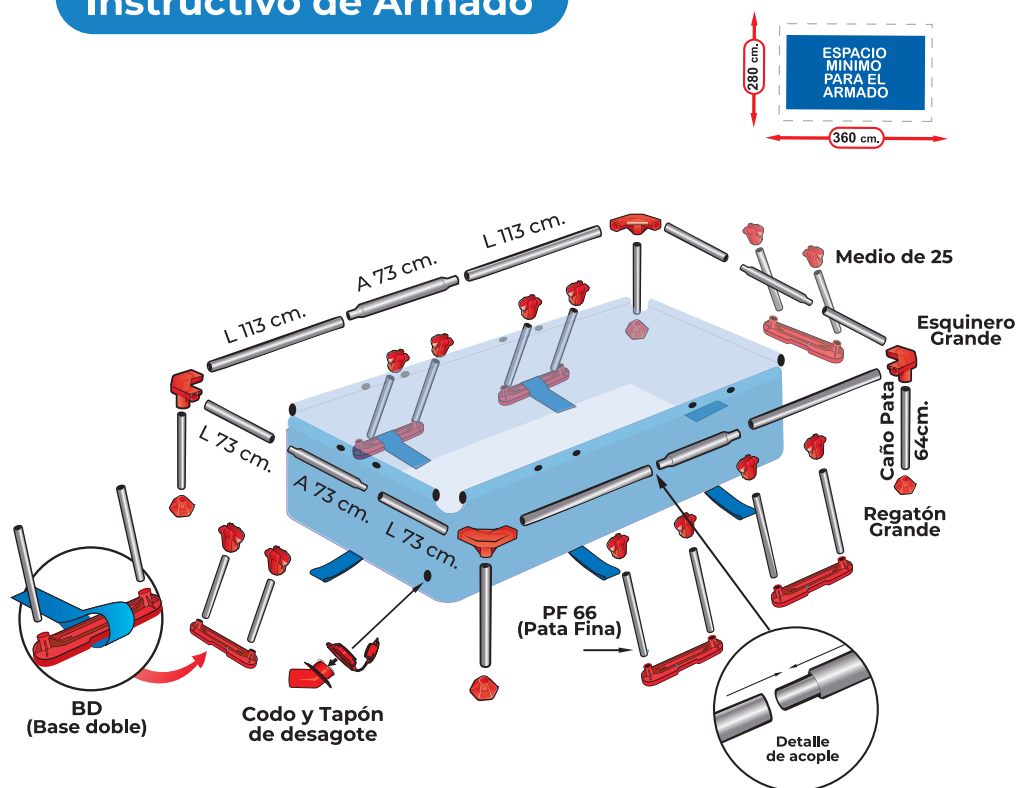 Instructivo de Armado
280 cm.
ESPACIO
MINIMO
PARA EL
ARMADO
360 cm.
L 113 cm.
A 73 cm.
L 113 cm.
Medio de 25
Esquinero
Grande
Caño Pata
64cm.
L 73 cm.
A 73 cm.
L 73 cm.
Regatón
Grande
PF 66
(Pata Fina)
BD
(Base doble)
Codo y Tapón
de desagote
Detalle
de acople